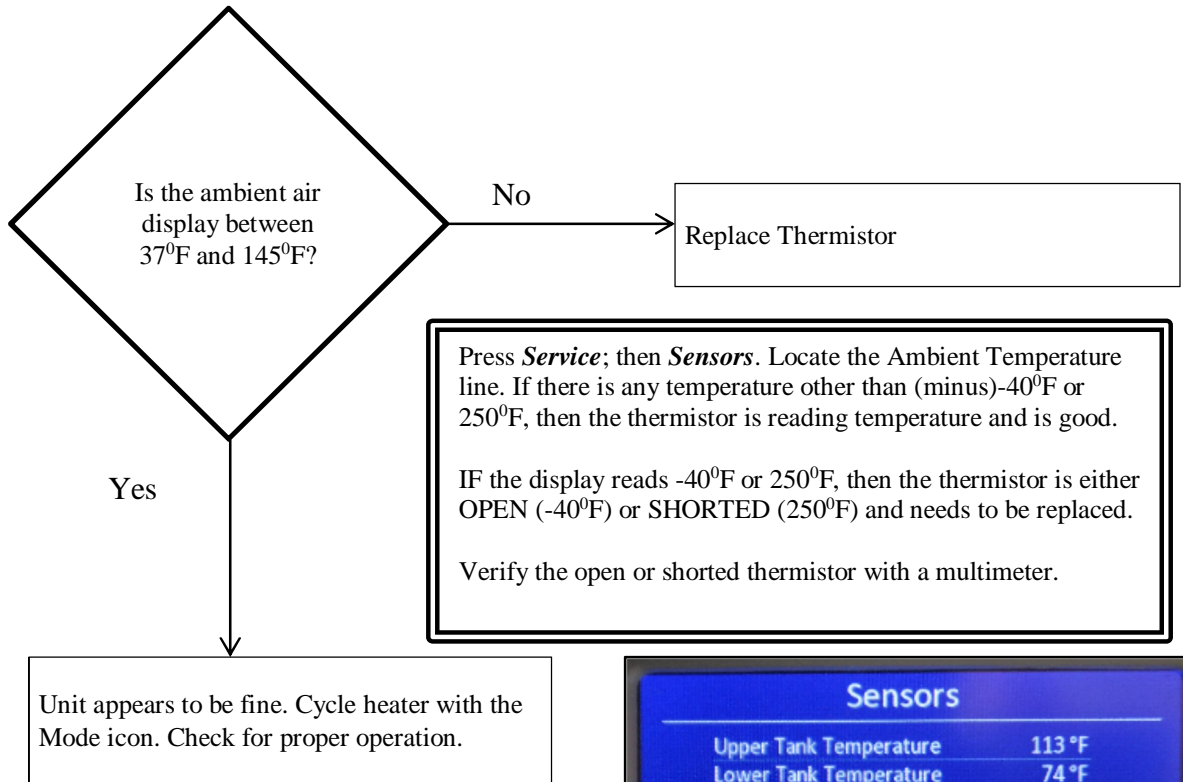 Is the ambient air
display between
37⁰F and 145⁰F?
No
Replace Thermistor
Press Service; then Sensors. Locate the Ambient Temperature
line. If there is any temperature other than (minus)-40⁰F or
250⁰F, then the thermistor is reading temperature and is good.
IF the display reads -40⁰F or 250⁰F, then the thermistor is either
OPEN (-40⁰F) or SHORTED (250⁰F) and needs to be replaced.
Verify the open or shorted thermistor with a multimeter.
Yes
Unit appears to be fine. Cycle heater with the
Mode icon. Check for proper operation.
Sensors
Upper Tank Temperature 113 °F
Lower Tank Temperature 74 °F